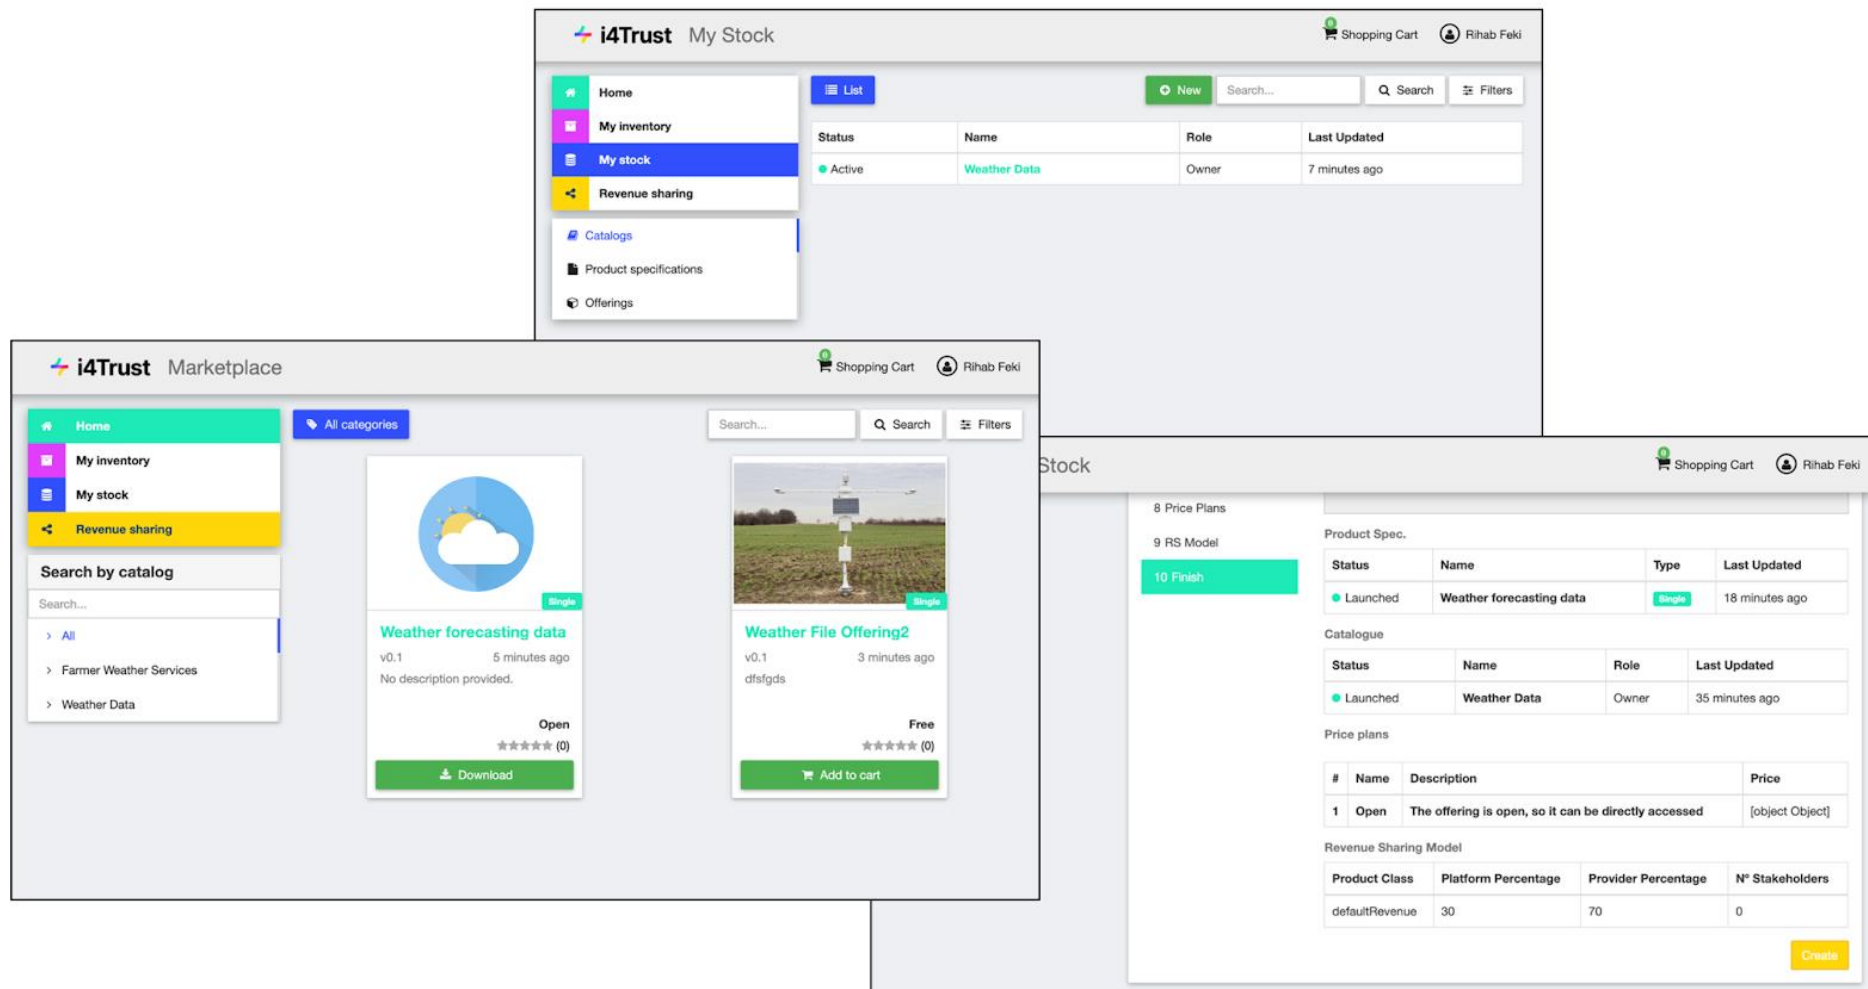 i4Trust My Stock
0
Shopping Cart Rihab Feki
Home
My inventory
My stock
Revenue sharing
Catalogs
Product specifications
Offerings
List New Search... Search Filters
Status Name Role Last Updated
Active Weather Data Owner 7 minutes ago
i4Trust Marketplace
0
Shopping Cart Rihab Feki
Home
My inventory
My stock
Revenue sharing
Search by catalog
Search...
All
Farmer Weather Services
Weather Data
All categories Search... Search Filters
Single
Weather forecasting data
v0.1 5 minutes ago
No description provided.
Open
(0)
Download
Single
Weather File Offering2
v0.1 3 minutes ago
dfsfgds
Free
(0)
Add to cart
Stock
0
Shopping Cart Rihab Feki
8 Price Plans
9 RS Model
10 Finish
Product Spec.
Status Name Type Last Updated
Launched Weather forecasting data Single 18 minutes ago
Catalogue
Status Name Role Last Updated
Launched Weather Data Owner 35 minutes ago
Price plans
# Name Description Price
1 Open The offering is open, so it can be directly accessed [object Object]
Revenue Sharing Model
Product Class Platform Percentage Provider Percentage Nº Stakeholders
defaultRevenue 30 70 0
Create